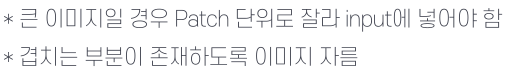 * 큰 이미지일 경우 Patch 단위로 잘라 input에 넣어야 함
* 겹치는 부분이 존재하도록 이미지 자름